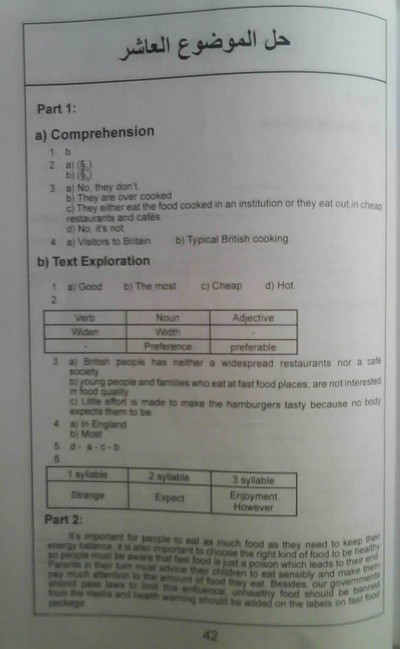 حل الموضوع العاشر
Part 1:
a) Comprehension
1. b
2. a) (§
b) (§
3. a) No, they don't.
b) They are over cooked
c) They either eat the food cooked in an institution or they eat out in cheap
restaurants and cafés.
d) No, it's not.
4. a) Visitors to Britain b) Typical British cooking.
b) Text Exploration
1. a) Good b) The most c) Cheap d) Hot
2.
Verb Noun Adjective
Widen Width -
- Preference preferable
3. a) British people has neither a widespread restaurants nor a café
society.
b) young people and families who eat at fast food places, are not interested
in food quality.
c) Little effort is made to make the hamburgers tasty because no body
expects them to be.
4. a) In England
b) Most
5. d - a - c - b
6.
1 syllable 2 syllable 3 syllable
Strange Expect Enjoyment
However
Part 2:
It's important for people to eat as much food as they need to keep their
energy balance. It is also important to choose the right kind of food to be healthy
so people must be aware that fast food is just a poison which leads to their end.
Parents in their turn must advice their children to eat sensibly and make them
pay much attention to the amount of food they eat. Besides, our governments
should pass laws to limit this unhealthy food should be banned
from the media and health warning should be added on the labels on fast food
package.
42